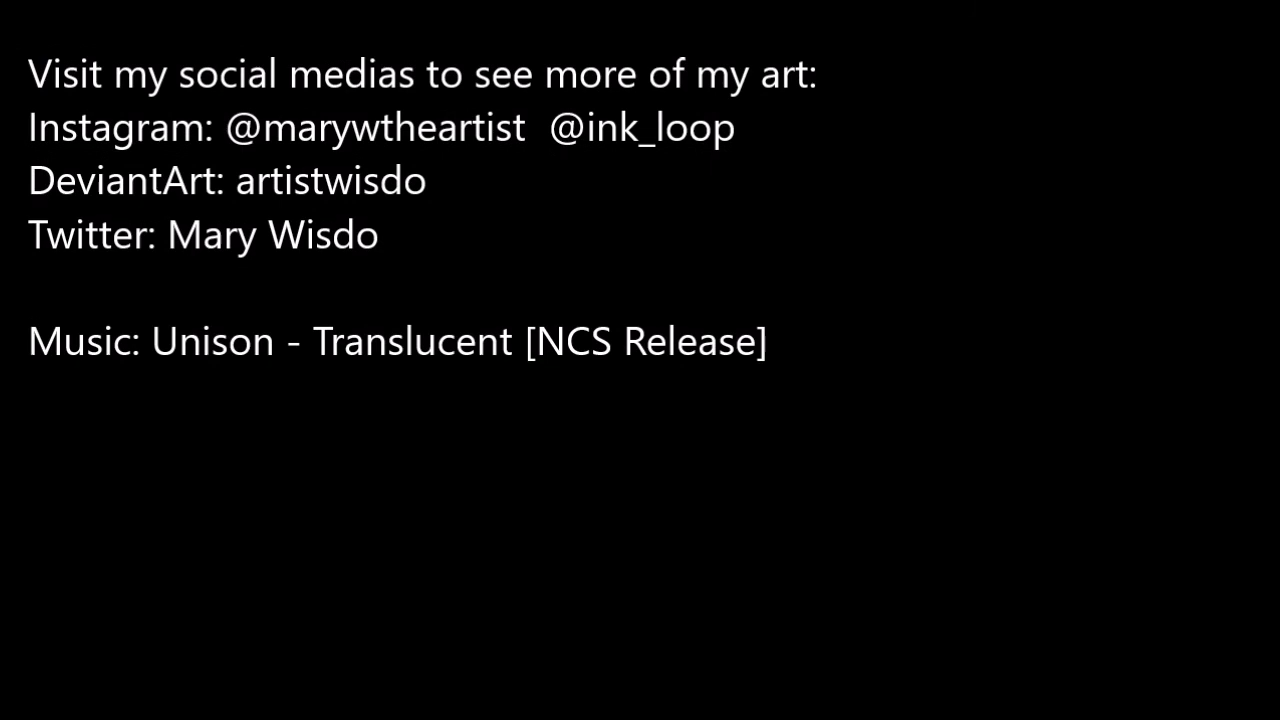 Visit my social medias to see more of my art:
Instagram: @marywtheartist  @ink_loop
DeviantArt: artistwisdo
Twitter: Mary Wisdo
Music: Unison - Translucent [NCS Release]